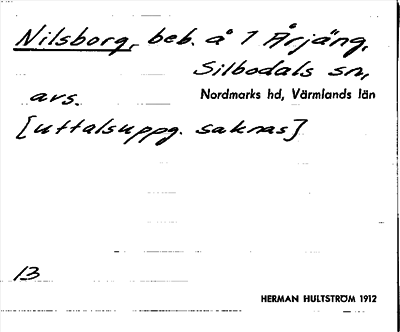 Nilsborg, beb. å 1 Årjäng,
Silbodals sn,
avs. Nordmarks hd, Värmlands län
[uttalsuppg. saknas]
13
HERMAN HULTSTRÖM 1912